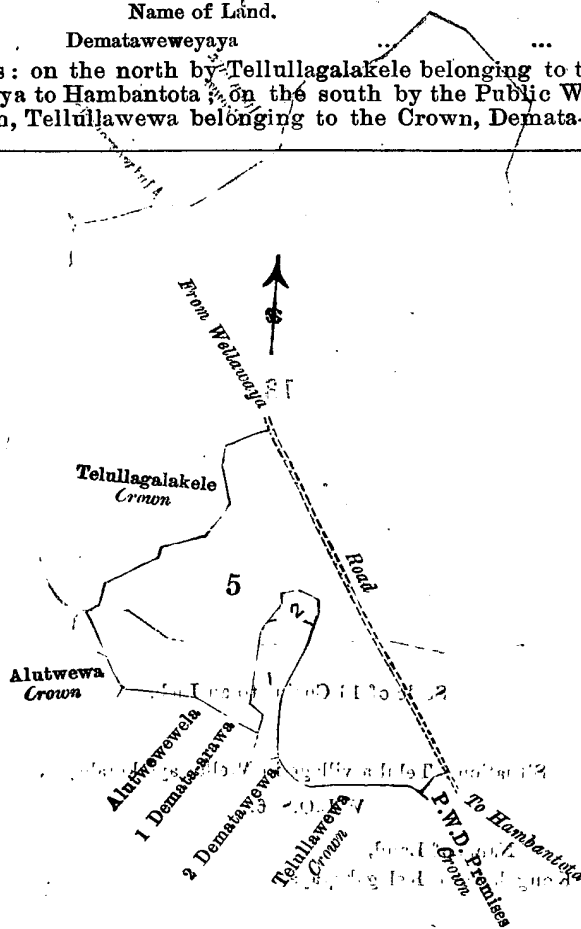 Name of Land.
Demataweweyaya ... ...
s: on the north by Tellullagalakele belonging to t
ya to Hambantota; on the south by the Public W
n, Tellullawewa belonging to the Crown, Demata-
From Wellawaya
Telullagalakele
Crown
Road
5
2
1
Alutwewa
Crown
Alutwewewela
1 Demata-arawa
2 Dematawewa
Telullawewa
Crown
P.W.D. Premises
Crown
To Hambantota